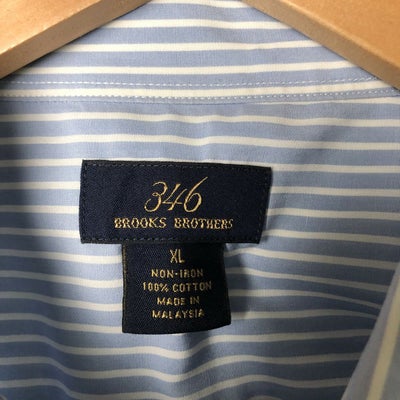 346
BROOKS BROTHERS
XL
NON-IRON
100% COTTON
MADE IN
MALAYSIA